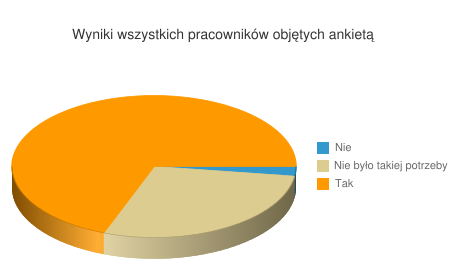 Wyniki wszystkich pracowników objętych ankietą
Nie
Nie było takiej potrzeby
Tak